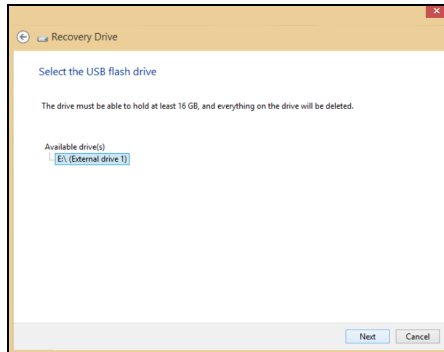 Recovery Drive
Select the USB flash drive
The drive must be able to hold at least 16 GB, and everything on the drive will be deleted.
Available drive(s)
E:\ (External drive 1)
Next Cancel